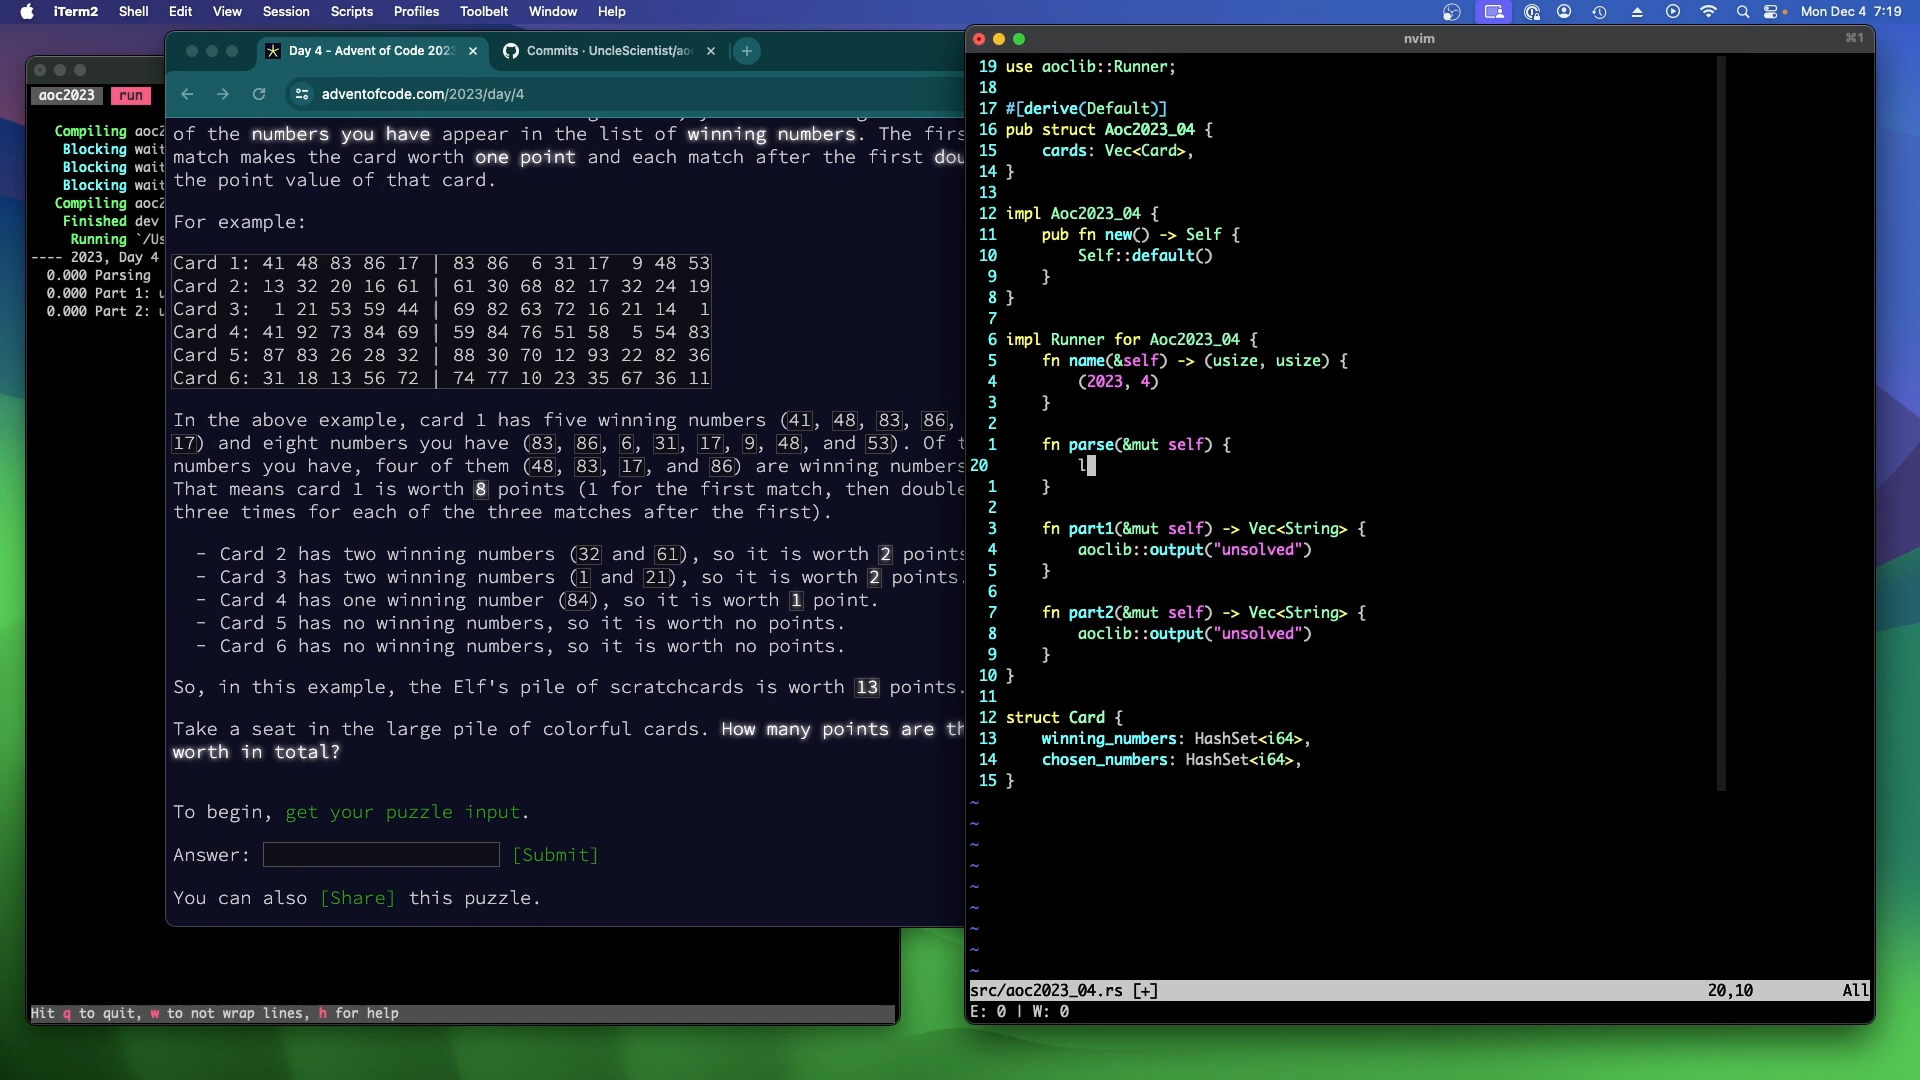 iTerm2 Shell Edit View Session Scripts Profiles Toolbelt Window Help Mon Dec 4 7:19
aoc2023 run
Compiling aoc2
Blocking wait
Blocking wait
Blocking wait
Compiling aoc2
Finished dev
Running `/Us
---- 2023, Day 4
0.000 Parsing
0.000 Part 1: u
0.000 Part 2: u
Hit q to quit, w to not wrap lines, h for help
Day 4 - Advent of Code 2023
Commits · UncleScientist/aoc
adventofcode.com/2023/day/4
of the numbers you have appear in the list of winning numbers. The firs
match makes the card worth one point and each match after the first dou
the point value of that card.
For example:
Card 1: 41 48 83 86 17 | 83 86  6 31 17  9 48 53
Card 2: 13 32 20 16 61 | 61 30 68 82 17 32 24 19
Card 3:  1 21 53 59 44 | 69 82 63 72 16 21 14  1
Card 4: 41 92 73 84 69 | 59 84 76 51 58  5 54 83
Card 5: 87 83 26 28 32 | 88 30 70 12 93 22 82 36
Card 6: 31 18 13 56 72 | 74 77 10 23 35 67 36 11
In the above example, card 1 has five winning numbers (41, 48, 83, 86,
17) and eight numbers you have (83, 86, 6, 31, 17, 9, 48, and 53). Of t
numbers you have, four of them (48, 83, 17, and 86) are winning numbers
That means card 1 is worth 8 points (1 for the first match, then double
three times for each of the three matches after the first).
- Card 2 has two winning numbers (32 and 61), so it is worth 2 points
- Card 3 has two winning numbers (1 and 21), so it is worth 2 points.
- Card 4 has one winning number (84), so it is worth 1 point.
- Card 5 has no winning numbers, so it is worth no points.
- Card 6 has no winning numbers, so it is worth no points.
So, in this example, the Elf's pile of scratchcards is worth 13 points.
Take a seat in the large pile of colorful cards. How many points are th
worth in total?
To begin, get your puzzle input.
Answer: [Submit]
You can also [Share] this puzzle.
nvim
⌘1
19 use aoclib::Runner;
18
17 #[derive(Default)]
16 pub struct Aoc2023_04 {
15     cards: Vec<Card>,
14 }
13
12 impl Aoc2023_04 {
11     pub fn new() -> Self {
10         Self::default()
9     }
8 }
7
6 impl Runner for Aoc2023_04 {
5     fn name(&self) -> (usize, usize) {
4         (2023, 4)
3     }
2
1     fn parse(&mut self) {
20         l
1     }
2
3     fn part1(&mut self) -> Vec<String> {
4         aoclib::output("unsolved")
5     }
6
7     fn part2(&mut self) -> Vec<String> {
8         aoclib::output("unsolved")
9     }
10 }
11
12 struct Card {
13     winning_numbers: HashSet<i64>,
14     chosen_numbers: HashSet<i64>,
15 }
~
~
~
~
~
~
~
~
~
src/aoc2023_04.rs [+] 20,10 All
E: 0 | W: 0